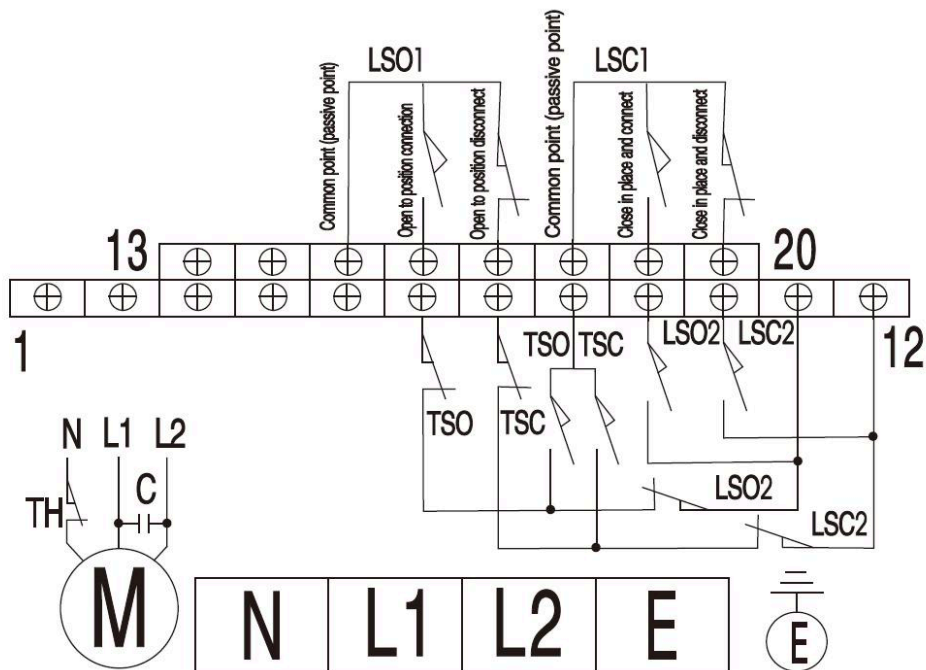 LSO1
LSC1
Common point (passive point)
Open to position connection
Open to position disconnect
Common point (passive point)
Close in place and connect
Close in place and disconnect
13
20
1
12
TSO
TSC
TSO
TSC
LSO2
LSC2
LSO2
LSC2
N
L1
L2
TH
C
M
N
L1
L2
E
E